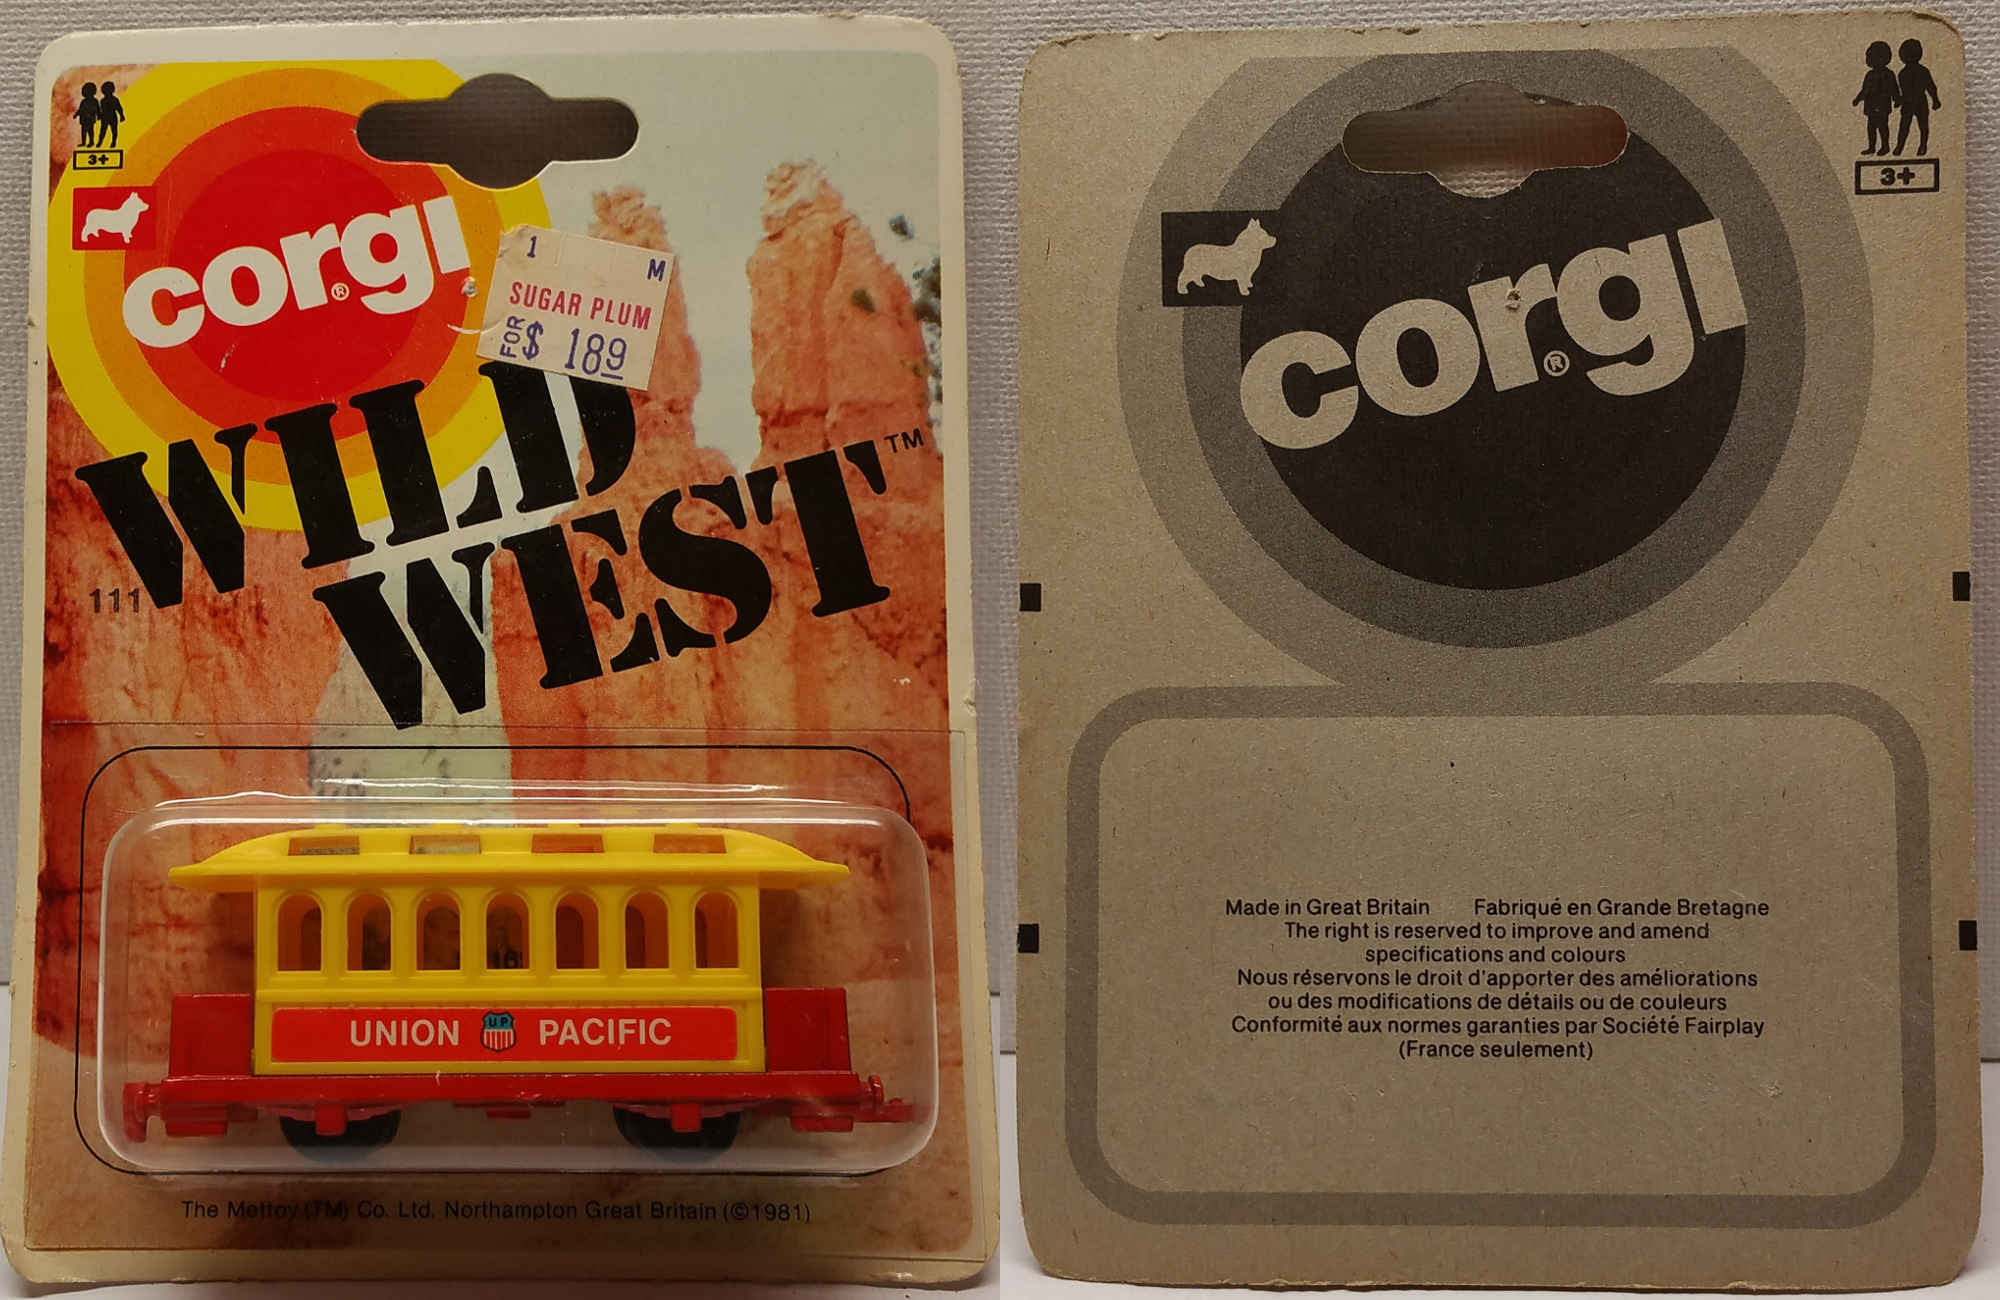 3+
corgi®
1 M
SUGAR PLUM
FOR $ 189
WILD
WEST™
111
UNION UP PACIFIC
The Mettoy (TM) Co. Ltd. Northampton Great Britain (©1981)
3+
corgi®
Made in Great Britain Fabriqué en Grande Bretagne
The right is reserved to improve and amend
specifications and colours
Nous réservons le droit d'apporter des améliorations
ou des modifications de détails ou de couleurs
Conformité aux normes garanties par Société Fairplay
(France seulement)